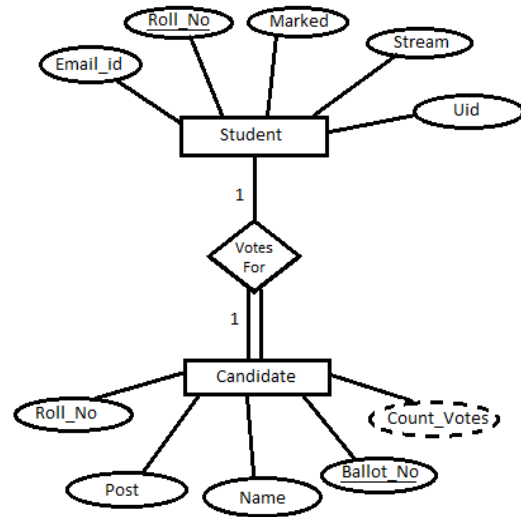 Roll_No
Marked
Stream
Email_id
Uid
Student
1
Votes
For
1
Candidate
Roll_No
Count_Votes
Ballot_No
Post
Name